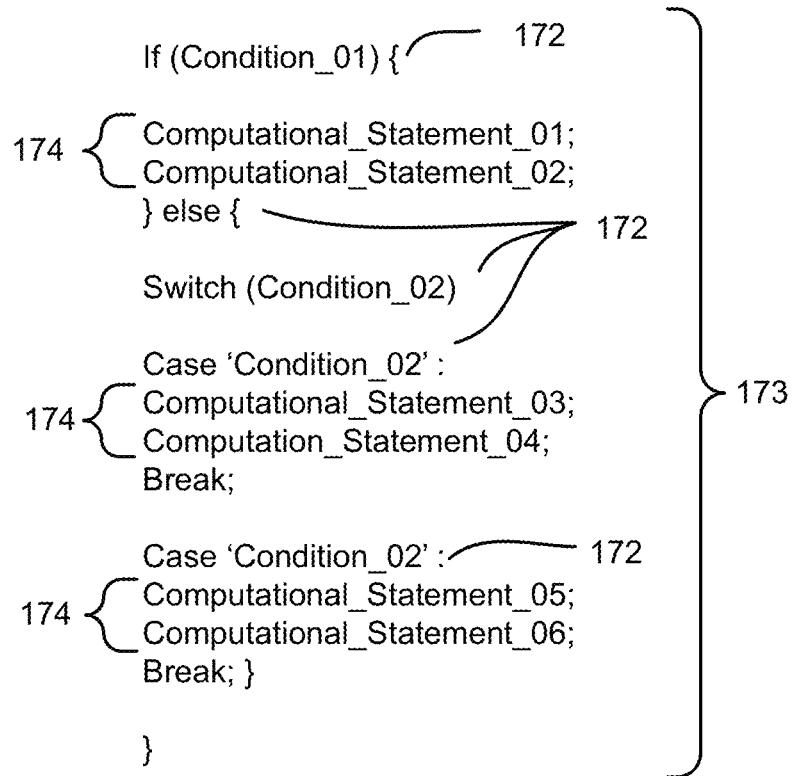 If (Condition_01) { 172
174 Computational_Statement_01;
Computational_Statement_02;
} else { 172
Switch (Condition_02)
Case ‘Condition_02’ :
174 Computational_Statement_03; 173
Computation_Statement_04;
Break;
Case ‘Condition_02’ : 172
174 Computational_Statement_05;
Computational_Statement_06;
Break; }
}